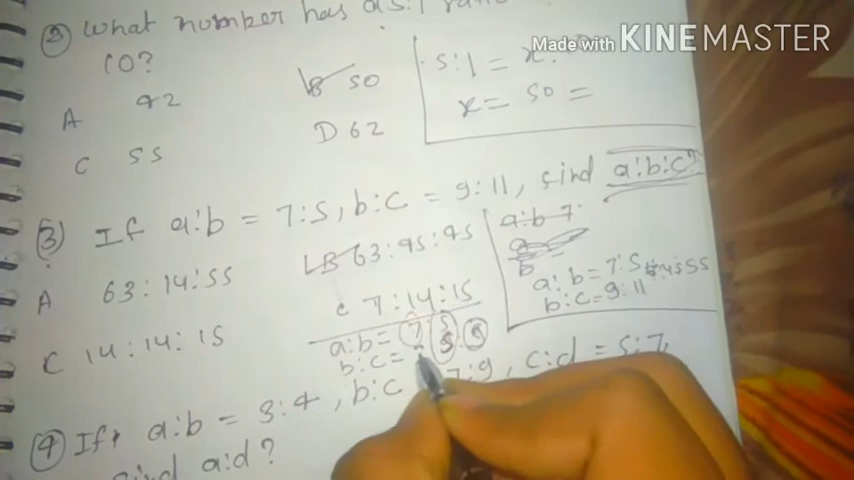 ② What number has a 5:1
10?
A 42
B 50
C 55
D 62
5:1 = x:
x = 50 =
③ If a:b = 7:5, b:c = 9:11, find a:b:c?
A 63:14:55
B 63:45:45
C 14:14:15
C 7:14:15
a:b 7:
a
b
a:b = 7:5
b:c = 9:11
a:b = 7 5
b:c =
④ If a:b = 3:4, b:c 7:9, c:d = 5:7,
find a:d?
Made with KINEMASTER